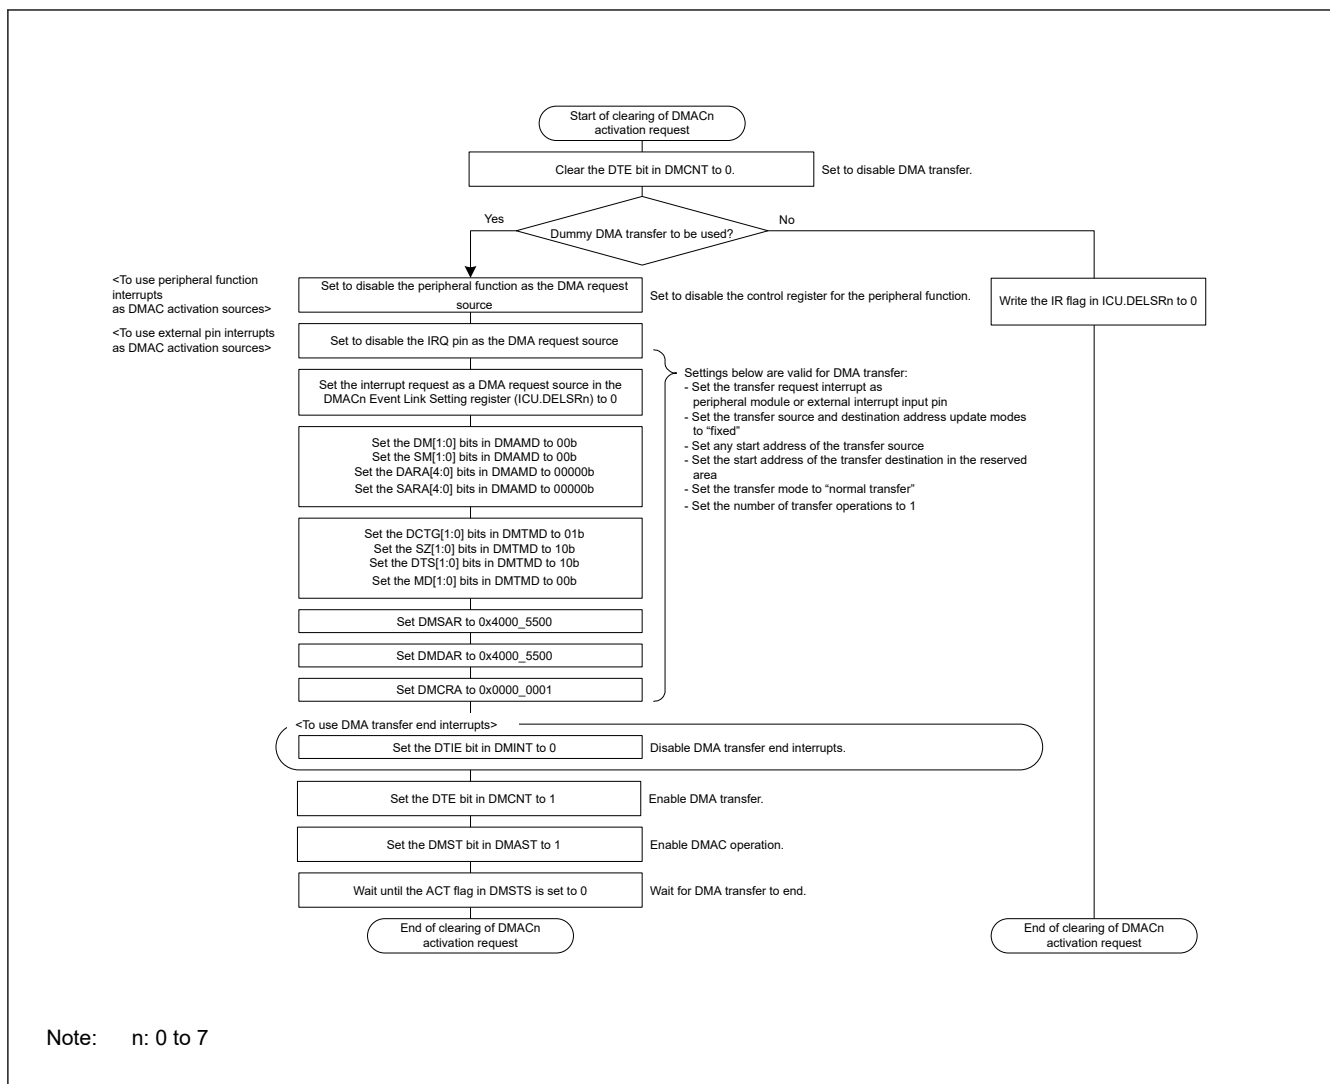 Start of clearing of DMACn
activation request
Clear the DTE bit in DMCNT to 0.
Set to disable DMA transfer.
Yes
No
Dummy DMA transfer to be used?
<To use peripheral function
interrupts
as DMAC activation sources>
Set to disable the peripheral function as the DMA request
source
Set to disable the control register for the peripheral function.
Write the IR flag in ICU.DELSRn to 0
<To use external pin interrupts
as DMAC activation sources>
Set to disable the IRQ pin as the DMA request source
Set the interrupt request as a DMA request source in the
DMACn Event Link Setting register (ICU.DELSRn) to 0
Set the DM[1:0] bits in DMAMD to 00b
Set the SM[1:0] bits in DMAMD to 00b
Set the DARA[4:0] bits in DMAMD to 00000b
Set the SARA[4:0] bits in DMAMD to 00000b
Set the DCTG[1:0] bits in DMTMD to 01b
Set the SZ[1:0] bits in DMTMD to 10b
Set the DTS[1:0] bits in DMTMD to 10b
Set the MD[1:0] bits in DMTMD to 00b
Set DMSAR to 0x4000_5500
Set DMDAR to 0x4000_5500
Set DMCRA to 0x0000_0001
Settings below are valid for DMA transfer:
- Set the transfer request interrupt as
peripheral module or external interrupt input pin
- Set the transfer source and destination address update modes
to “fixed”
- Set any start address of the transfer source
- Set the start address of the transfer destination in the reserved
area
- Set the transfer mode to “normal transfer”
- Set the number of transfer operations to 1
<To use DMA transfer end interrupts>
Set the DTIE bit in DMINT to 0
Disable DMA transfer end interrupts.
Set the DTE bit in DMCNT to 1
Enable DMA transfer.
Set the DMST bit in DMAST to 1
Enable DMAC operation.
Wait until the ACT flag in DMSTS is set to 0
Wait for DMA transfer to end.
End of clearing of DMACn
activation request
End of clearing of DMACn
activation request
Note: n: 0 to 7